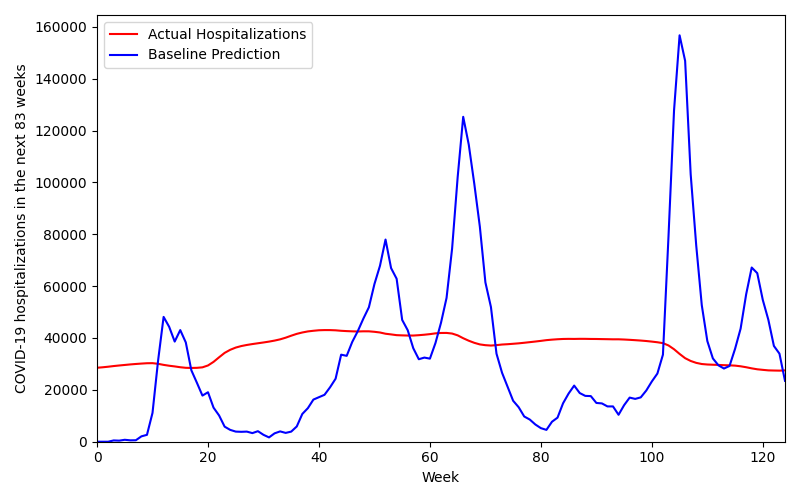 Actual Hospitalizations
Baseline Prediction
COVID-19 hospitalizations in the next 83 weeks
160000
140000
120000
100000
80000
60000
40000
20000
0
0 20 40 60 80 100 120
Week